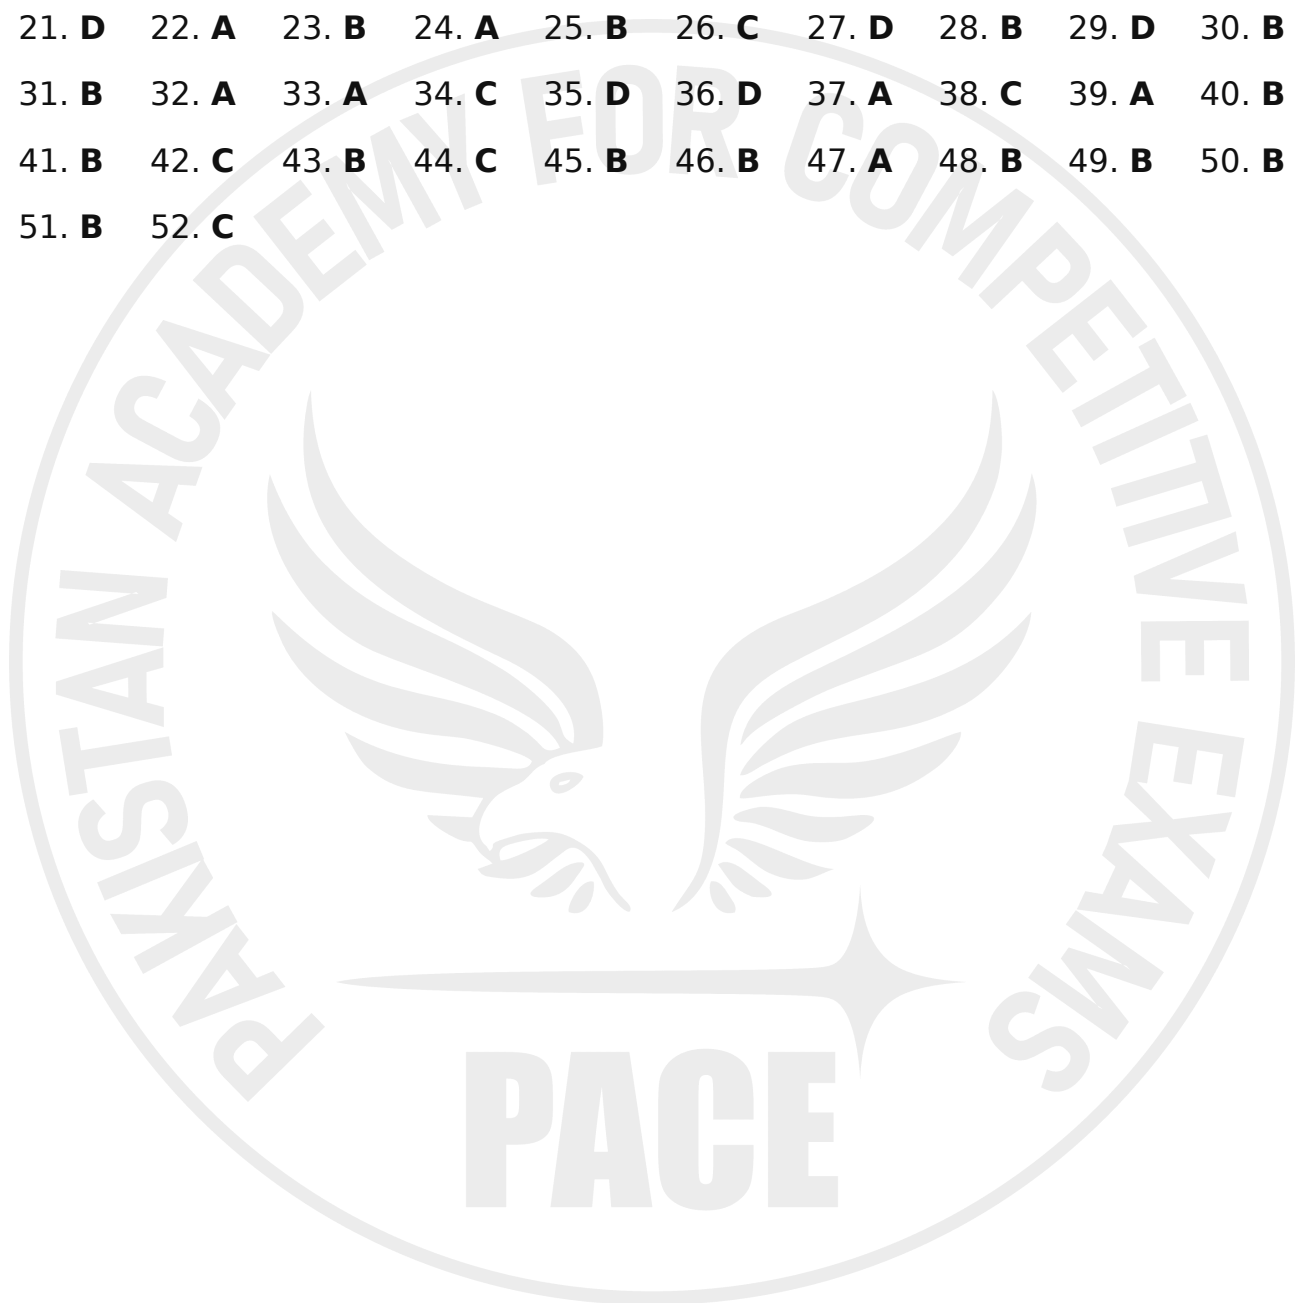 21. D 22. A 23. B 24. A 25. B 26. C 27. D 28. B 29. D 30. B
31. B 32. A 33. A 34. C 35. D 36. D 37. A 38. C 39. A 40. B
41. B 42. C 43. B 44. C 45. B 46. B 47. A 48. B 49. B 50. B
51. B 52. C
PAKISTAN ACADEMY FOR COMPETITIVE EXAMS
PACE